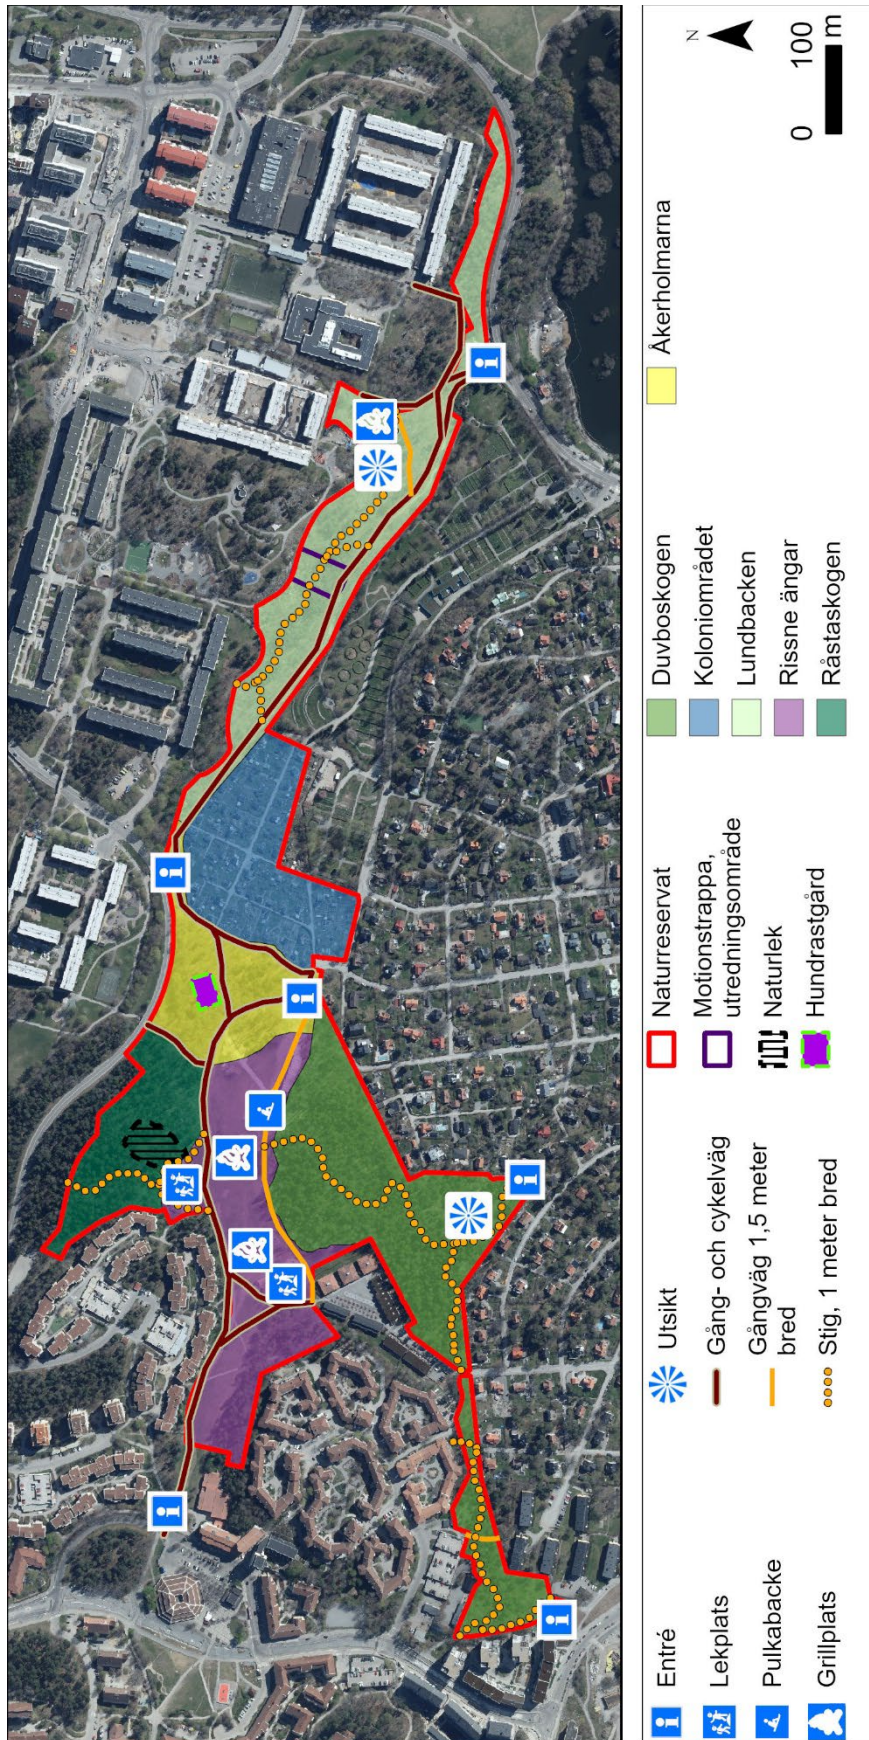 Entré
Lekplats
Pulkabacke
Grillplats
Utsikt
Gång- och cykelväg
Gångväg 1,5 meter
bred
Stig, 1 meter bred
Naturreservat
Motionstrappa,
utredningsområde
Naturlek
Hundrastgård
Duvboskogen
Koloniområdet
Lundbacken
Rissne ängar
Råstaskogen
Åkerholmarna
N
0 100
m